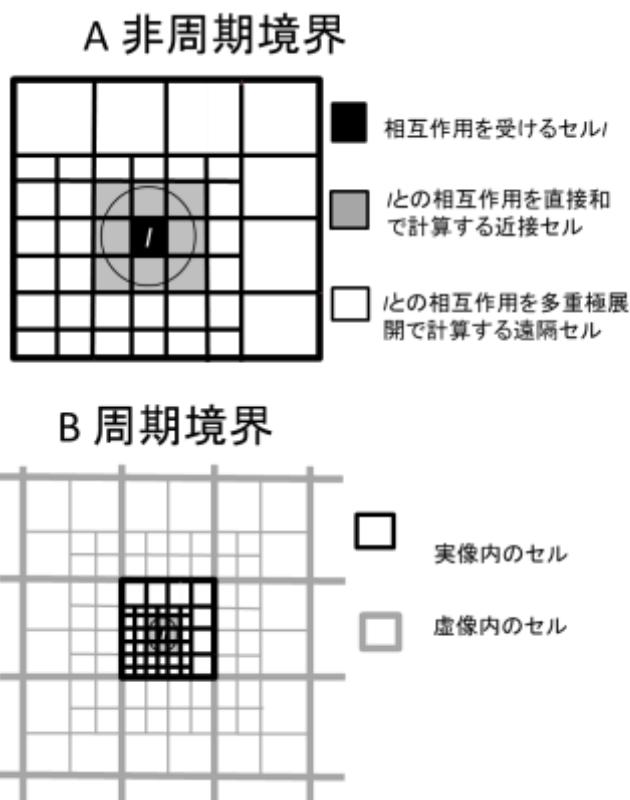 A 非周期境界
相互作用を受けるセルl
lとの相互作用を直接和
で計算する近接セル
l
lとの相互作用を多重極展
開で計算する遠隔セル
B 周期境界
実像内のセル
虚像内のセル